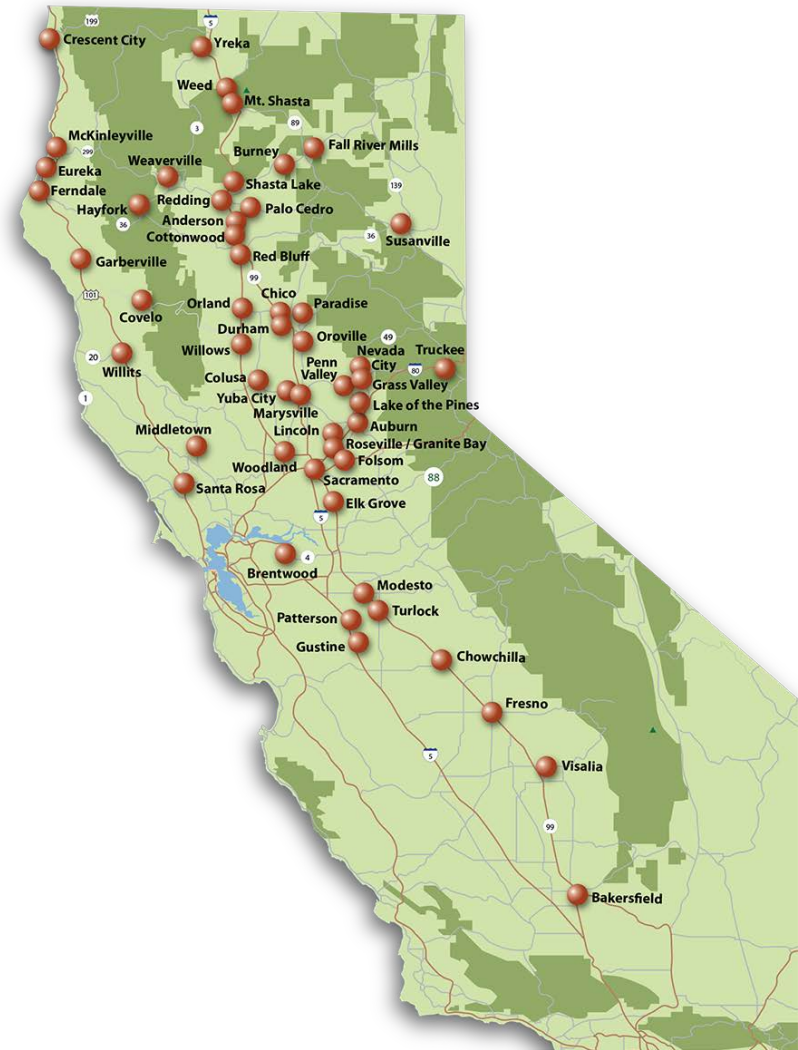 199
5
Crescent City
Yreka
Weed
Mt. Shasta
89
3
McKinleyville
299
Fall River Mills
Burney
Weaverville
Eureka
Shasta Lake
139
Ferndale
Redding
Hayfork
Palo Cedro
Anderson
36
Cottonwood
36
Susanville
Red Bluff
Garberville
99
101
Chico
Orland
Paradise
Covelo
Durham
Oroville
49
Willows
Nevada
City
Truckee
20
Penn
Valley
80
Willits
Colusa
Grass Valley
1
Yuba City
Lake of the Pines
Marysville
Auburn
Middletown
Lincoln
Roseville / Granite Bay
Folsom
Woodland
Sacramento
88
Santa Rosa
Elk Grove
5
4
Brentwood
Modesto
Turlock
Patterson
Gustine
Chowchilla
Fresno
5
Visalia
99
Bakersfield